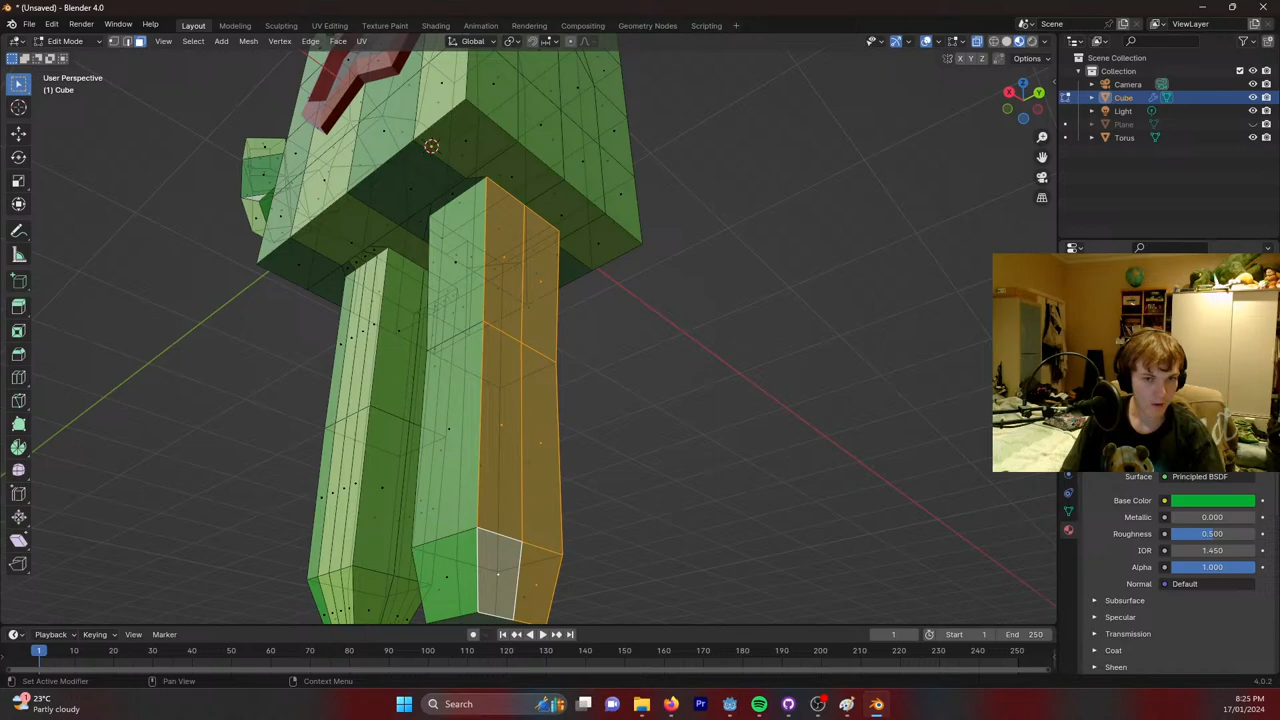 * (Unsaved) - Blender 4.0
File Edit Render Window Help Layout Modeling Sculpting UV Editing Texture Paint Shading Animation Rendering Compositing Geometry Nodes Scripting + Scene ViewLayer
Edit Mode View Select Add Mesh Vertex Edge Face UV Global
X Y Z Options
User Perspective
(1) Cube
Scene Collection
Collection
Camera
Cube
Light
Plane
Torus
X Y Z
Surface Principled BSDF
Base Color
Metallic 0.000
Roughness 0.500
IOR 1.450
Alpha 1.000
Normal Default
Subsurface
Specular
Transmission
Coat
Sheen
Playback Keying View Marker 1 Start 1 End 250
1 10 20 30 40 50 60 70 80 90 100 110 120 130 140 150 160 170 180 190 200 210 220 230 240 250
Set Active Modifier Pan View Context Menu 4.0.2
1 23°C Partly cloudy Search Pr 8:25 PM 17/01/2024